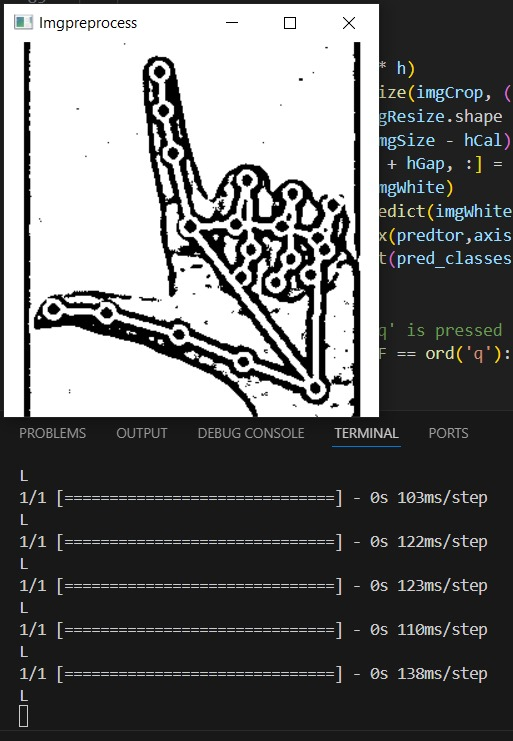 Imgpreprocess
* h)
ize(imgCrop, (
gResize.shape
mgSize - hCal)
+ hGap, :] =
mgWhite)
edict(imgWhite
x(predtor,axis
t(pred_classes
q' is pressed
F == ord('q'):
PROBLEMS OUTPUT DEBUG CONSOLE TERMINAL PORTS
L
1/1 [==============================] - 0s 103ms/step
L
1/1 [==============================] - 0s 122ms/step
L
1/1 [==============================] - 0s 123ms/step
L
1/1 [==============================] - 0s 110ms/step
L
1/1 [==============================] - 0s 138ms/step
L